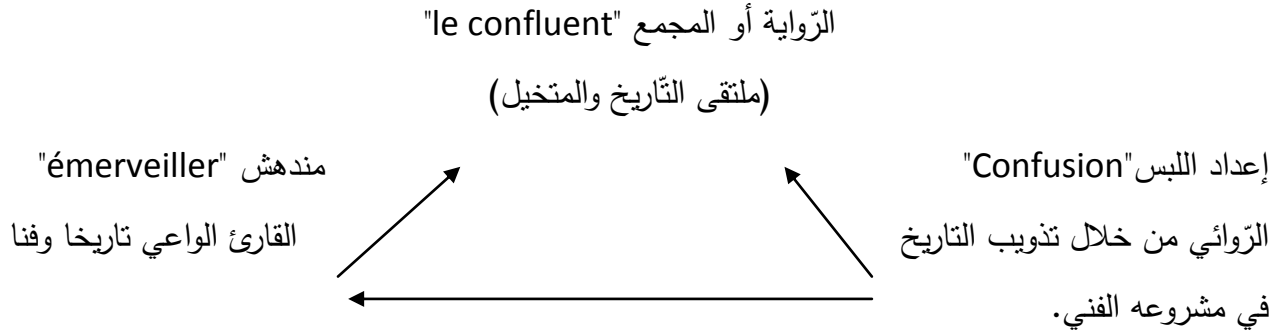 الرّواية أو المجمع "le confluent"
(ملتقى التّاريخ والمتخيل)
إعداد اللبس"Confusion"
الرّوائي من خلال تذويب التاريخ
في مشروعه الفني.
مندهش "émerveiller"
القارئ الواعي تاريخا وفنا